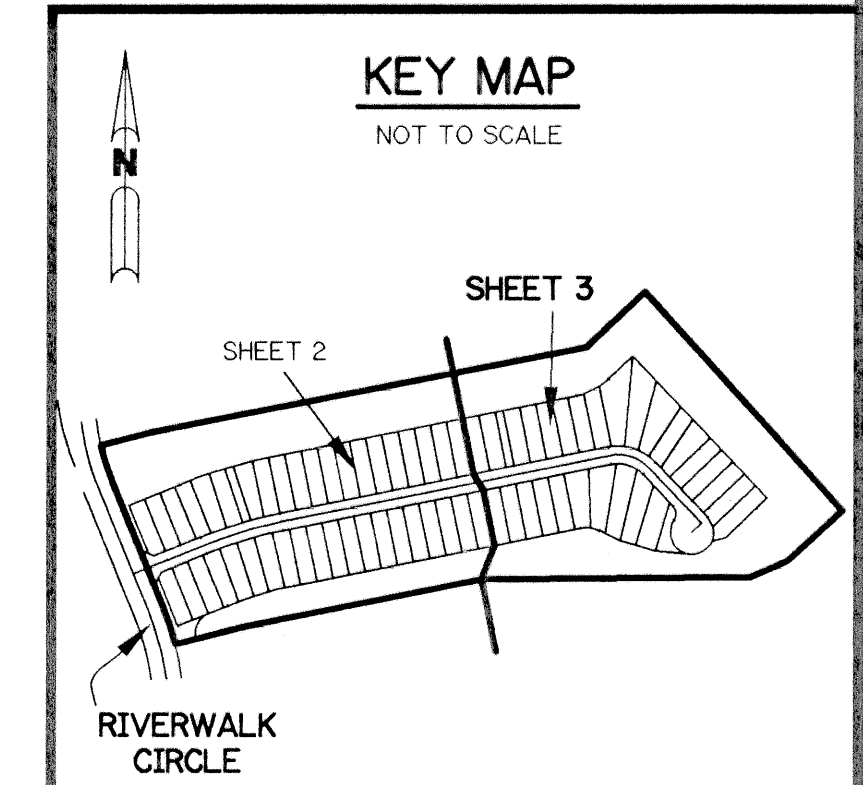 KEY MAP
NOT TO SCALE
N
SHEET 3
SHEET 2
RIVERWALK
CIRCLE